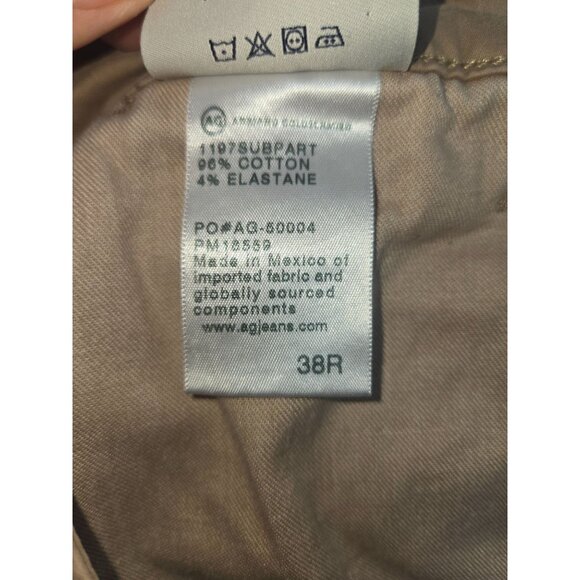 AG ADRIANO GOLDSCHMIED
1197SUBPART
96% COTTON
4% ELASTANE
PO#AG-50004
PM18559
Made in Mexico of
imported fabric and
globally sourced
components
www.agjeans.com
38R